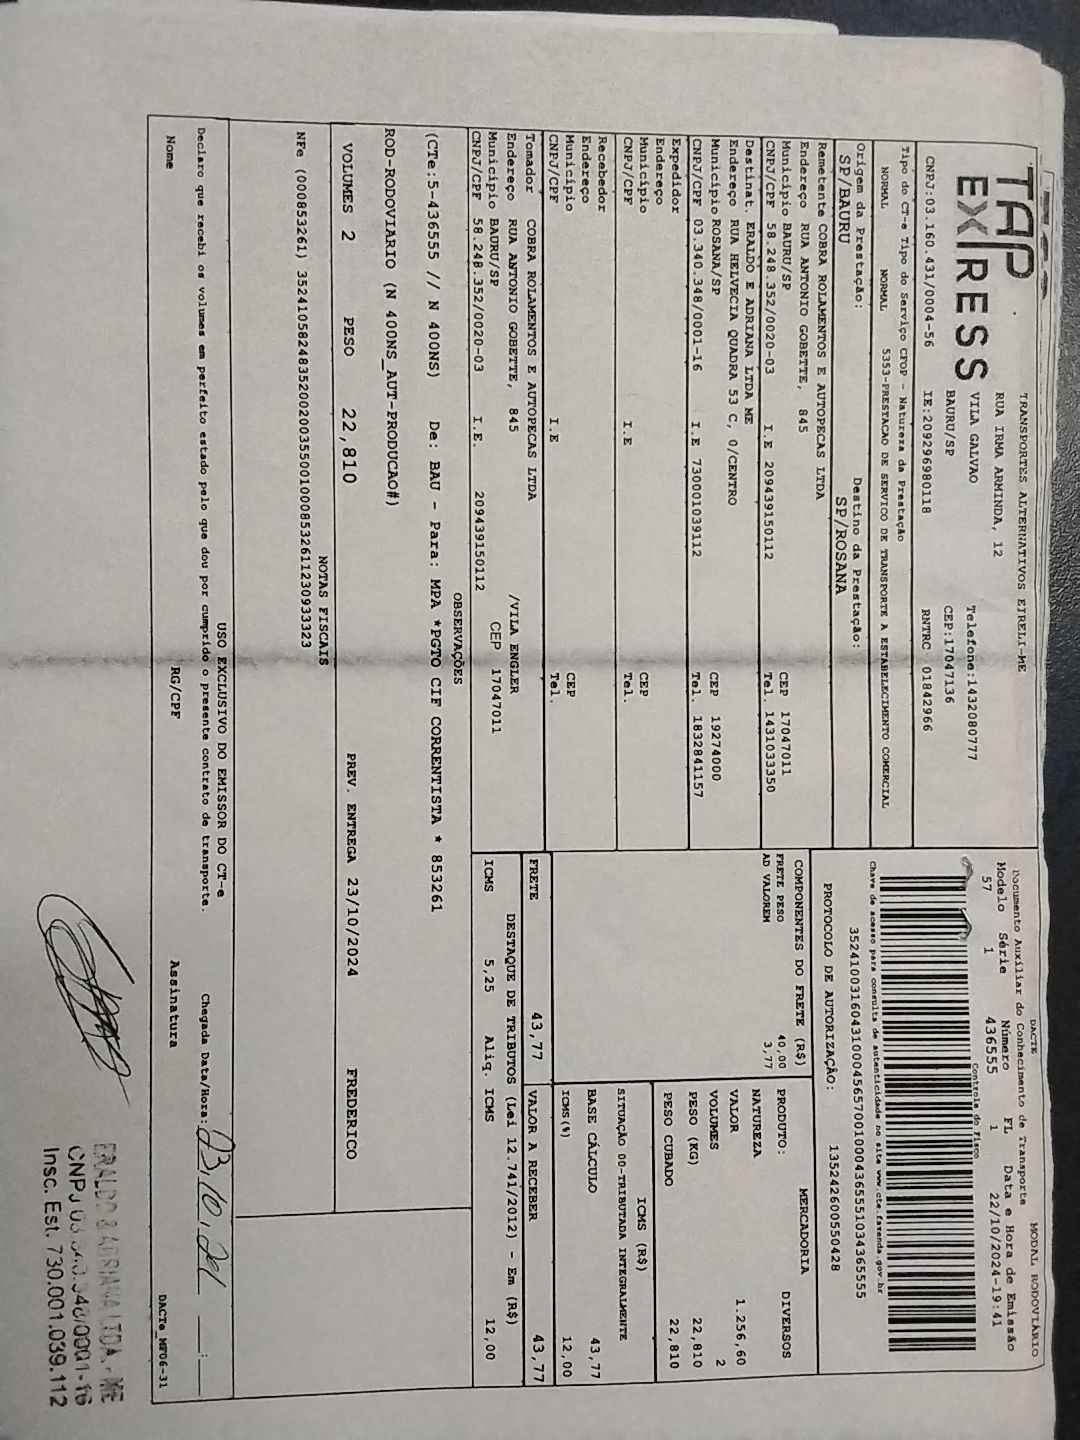 TAP EXPRESS
TRANSPORTES ALTERNATIVOS EIRELI-ME
RUA IRMA ARMINDA, 12
VILA GALVAO Telefone:1432080777
BAURU/SP CEP:17047136
CNPJ:03.160.431/0004-56 IE:209296980118 RNTRC 01842966
Tipo do CT-e Tipo do Serviço CFOP - Natureza da Prestação
NORMAL NORMAL 5353-PRESTACAO DE SERVICO DE TRANSPORTE A ESTABELECIMENTO COMERCIAL
Origem da Prestação: Destino da Prestação:
SP/BAURU SP/ROSANA
Remetente COBRA ROLAMENTOS E AUTOPECAS LTDA
Endereço RUA ANTONIO GOBETTE, 845
Município BAURU/SP CEP 17047011
CNPJ/CPF 58.248.352/0020-03 I.E 209439150112 Tel. 1431033350
Destinat. ERALDO E ADRIANA LTDA ME
Endereço RUA HELVECIA QUADRA 53 C, 0/CENTRO
Município ROSANA/SP CEP 19274000
CNPJ/CPF 03.340.348/0001-16 I.E 730001039112 Tel. 1832841157
Expedidor
Endereço
Município CEP
CNPJ/CPF I.E Tel.
Recebedor
Endereço
Município CEP
CNPJ/CPF I.E Tel.
Tomador COBRA ROLAMENTOS E AUTOPECAS LTDA
Endereço RUA ANTONIO GOBETTE, 845 /VILA ENGLER
Município BAURU/SP CEP 17047011
CNPJ/CPF 58.248.352/0020-03 I.E. 209439150112
DACTE MODAL RODOVIÁRIO
Documento Auxiliar do Conhecimento de Transporte
Modelo Série Número FL Data e Hora de Emissão
57 1 436555 1 22/10/2024-19:41
Controle do Fisco
Chave de acesso para consulta de autenticidade no site www.cte.fazenda.gov.br
35241003160431000456570010004365551034365555
PROTOCOLO DE AUTORIZAÇÃO: 135242600550428
COMPONENTES DO FRETE (R$)
FRETE PESO 40,00
AD VALOREM 3,77
MERCADORIA
PRODUTO: DIVERSOS
NATUREZA
VALOR 1.256,60
VOLUMES 2
PESO (KG) 22,810
PESO CUBADO 22,810
ICMS (R$)
SITUAÇÃO 00-TRIBUTADA INTEGRALMENTE
BASE CÁLCULO 43,77
ICMS(%) 12,00
FRETE 43,77 VALOR A RECEBER 43,77
DESTAQUE DE TRIBUTOS (Lei 12.741/2012) - Em (R$)
ICMS 5,25 Aliq. ICMS 12,00
OBSERVAÇÕES
(CTe:5-436555 // N 400NS) De: BAU - Para: MPA *PGTO CIF CORRENTISTA * 853261
ROD-RODOVIARIO (N 400NS_AUT-PRODUCAO#)
VOLUMES 2 PESO 22,810 PREV. ENTREGA 23/10/2024 FREDERICO
NOTAS FISCAIS
NFe (000853261) 35241058248352002003550010008532611230933323
USO EXCLUSIVO DO EMISSOR DO CT-e
Declaro que recebi os volumes em perfeito estado pelo que dou por cumprido o presente contrato de transporte. Chegada Data/Hora: 23.10.24 __:__
Nome RG/CPF Assinatura DACTe_MP06-31
ERALDO & ADRIANA LTDA. - ME
CNPJ 03.340.348/0001-16
Insc. Est. 730.001.039.112